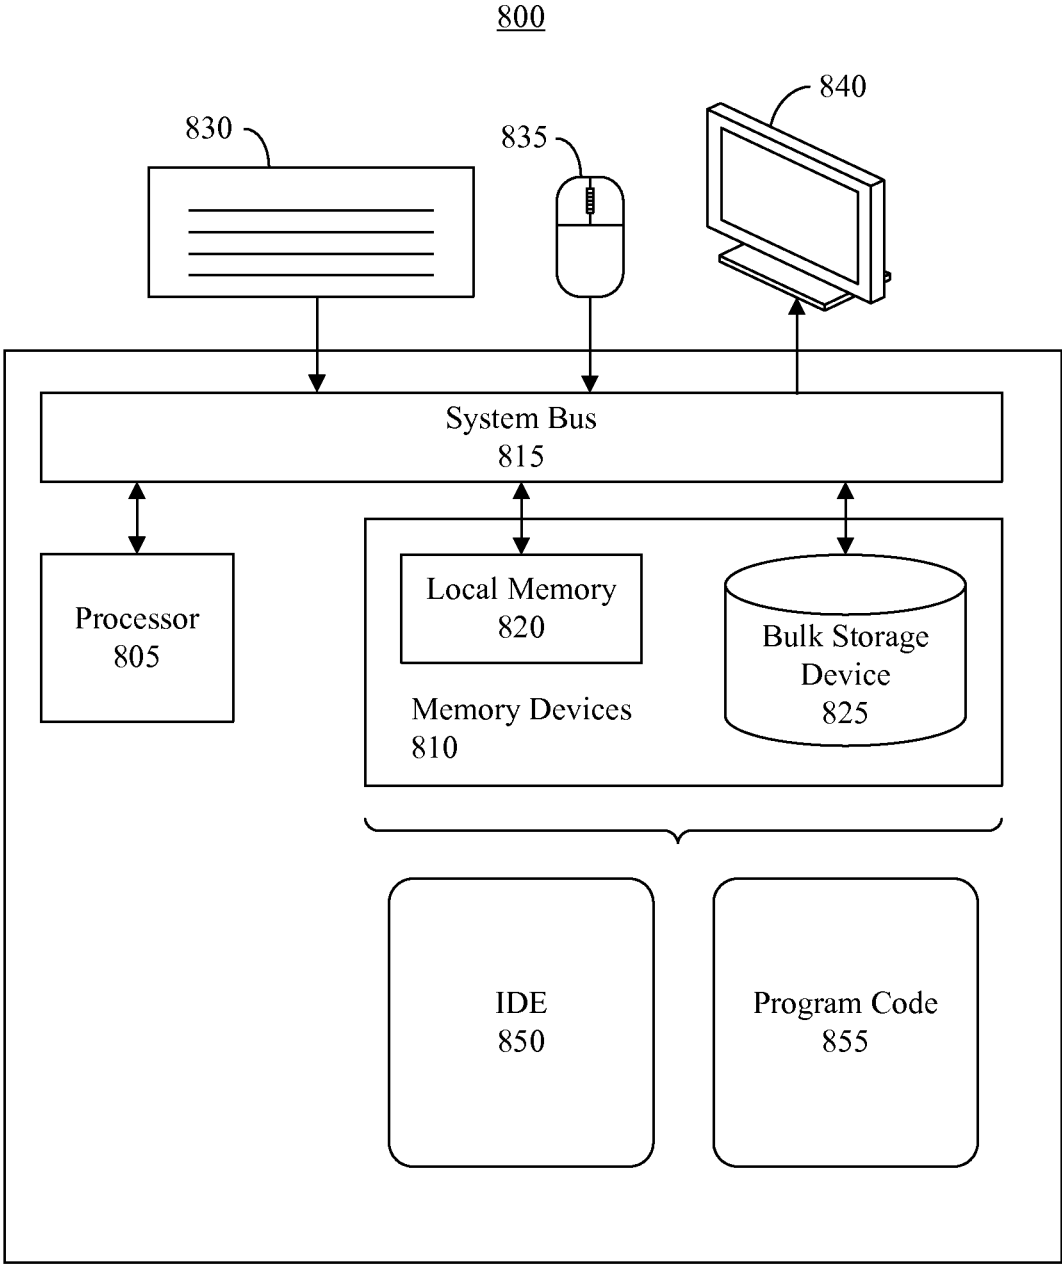 800
840
830
835
System Bus
815
Processor
805
Local Memory
820
Bulk Storage
Device
825
Memory Devices
810
IDE
850
Program Code
855